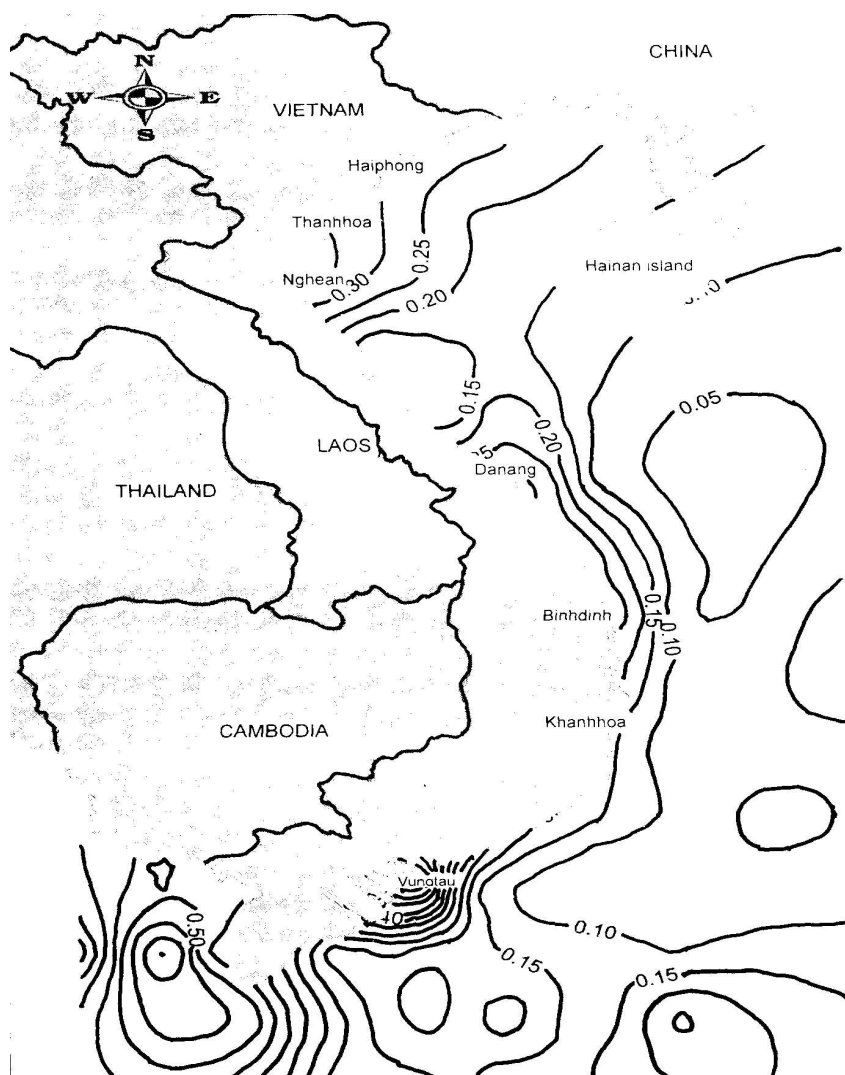 CHINA
N
W E
S
VIETNAM
Haiphong
Thanhhoa
0.25
Hainan island
Nghean
0.30
0.20
0.15
0.05
0.20
LAOS
Danang
THAILAND
Binhdinh
0.15
0.10
Khanhhoa
CAMBODIA
Vungtau
0.50
0.10
0.15
0.15